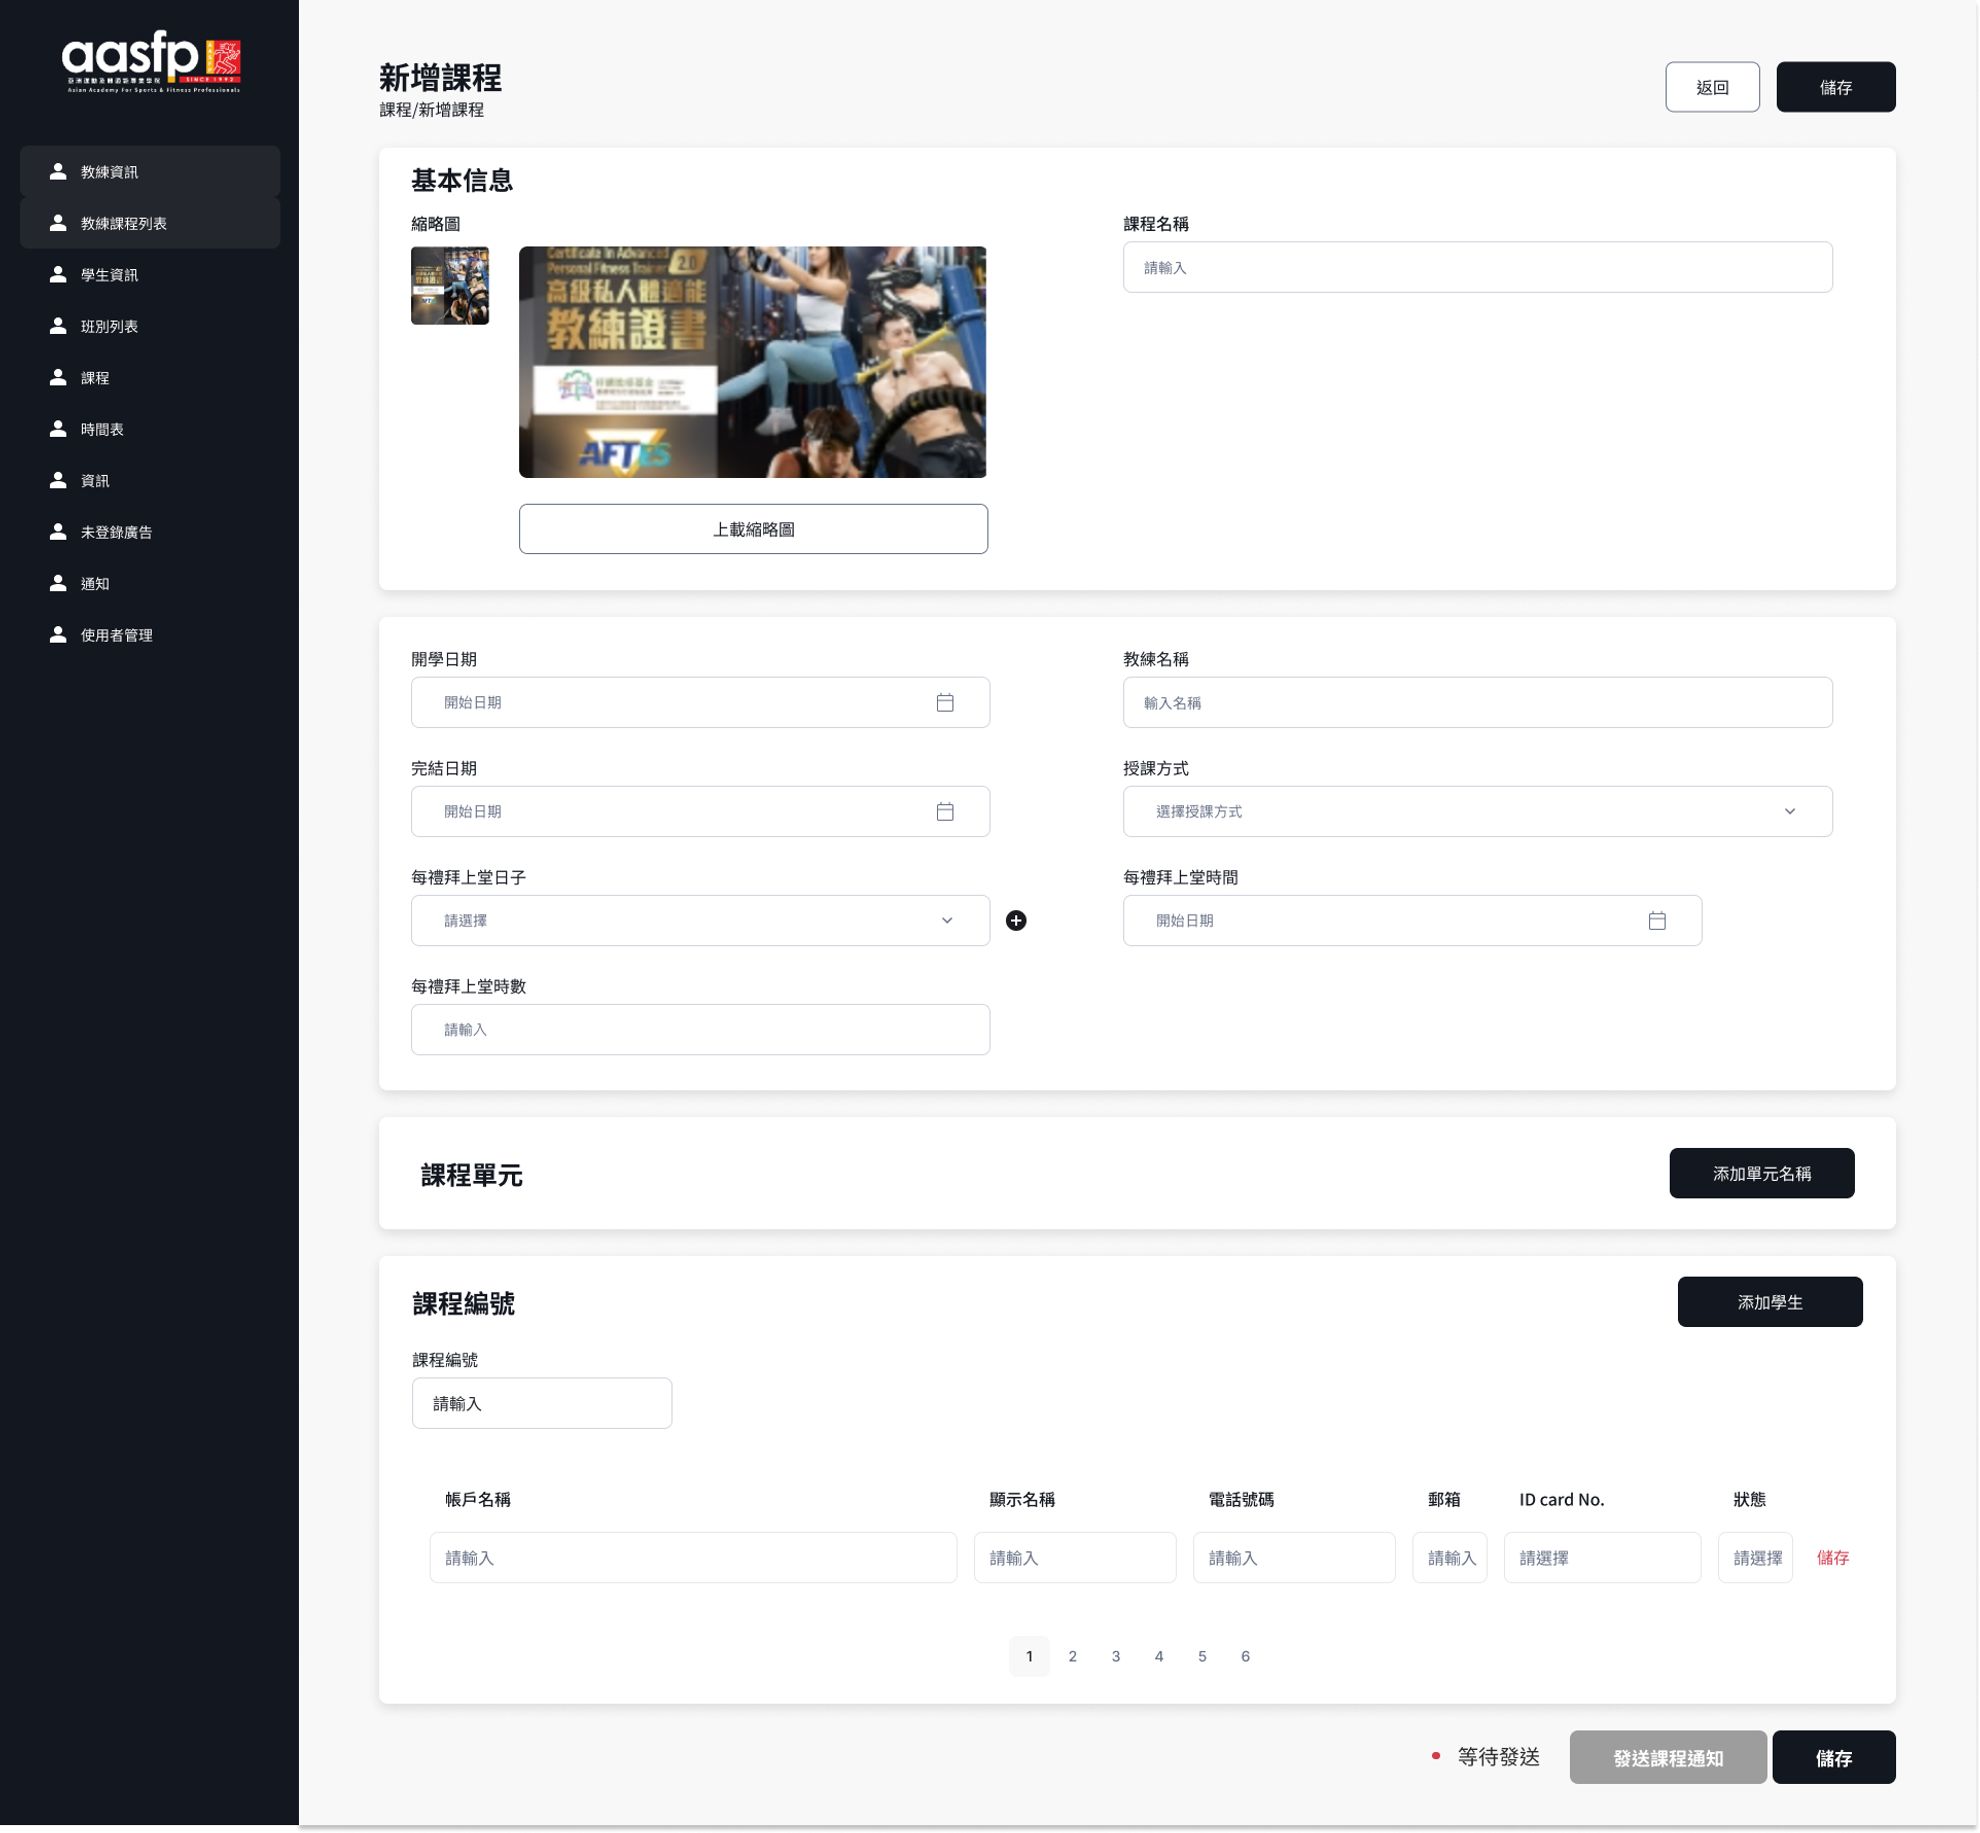 aasfp
亞洲運動及體適能專業學院
SINCE 1992
Asian Academy For Sports & Fitness Professionals
教練資訊
教練課程列表
學生資訊
班別列表
課程
時間表
資訊
未登錄廣告
通知
使用者管理
新增課程
課程/新增課程
返回
儲存
基本信息
縮略圖
Certificate In Advanced
Personal Fitness Trainer 2.0
高級私人體適能
教練證書
持續進修基金
AFTES
上載縮略圖
課程名稱
請輸入
開學日期
開始日期
教練名稱
輸入名稱
完結日期
開始日期
授課方式
選擇授課方式
每禮拜上堂日子
請選擇
每禮拜上堂時間
開始日期
每禮拜上堂時數
請輸入
課程單元
添加單元名稱
課程編號
添加學生
課程編號
請輸入
帳戶名稱 顯示名稱 電話號碼 郵箱 ID card No. 狀態
請輸入 請輸入 請輸入 請輸入 請選擇 請選擇 儲存
1 2 3 4 5 6
等待發送
發送課程通知
儲存